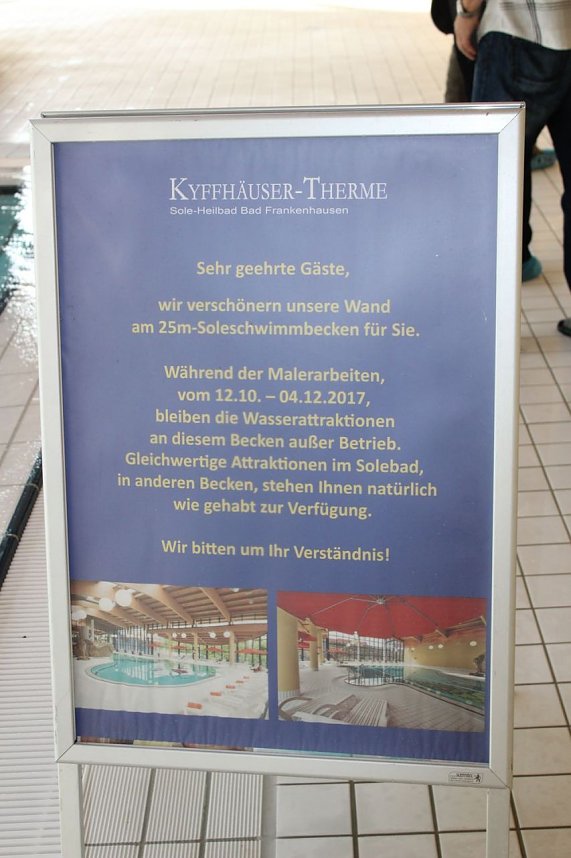 KYFFHÄUSER-THERME
Sole-Heilbad Bad Frankenhausen
Sehr geehrte Gäste,
wir verschönern unsere Wand
am 25m-Soleschwimmbecken für Sie.
Während der Malerarbeiten,
vom 12.10. – 04.12.2017,
bleiben die Wasserattraktionen
an diesem Becken außer Betrieb.
Gleichwertige Attraktionen im Solebad,
in anderen Becken, stehen Ihnen natürlich
wie gehabt zur Verfügung.
Wir bitten um Ihr Verständnis!